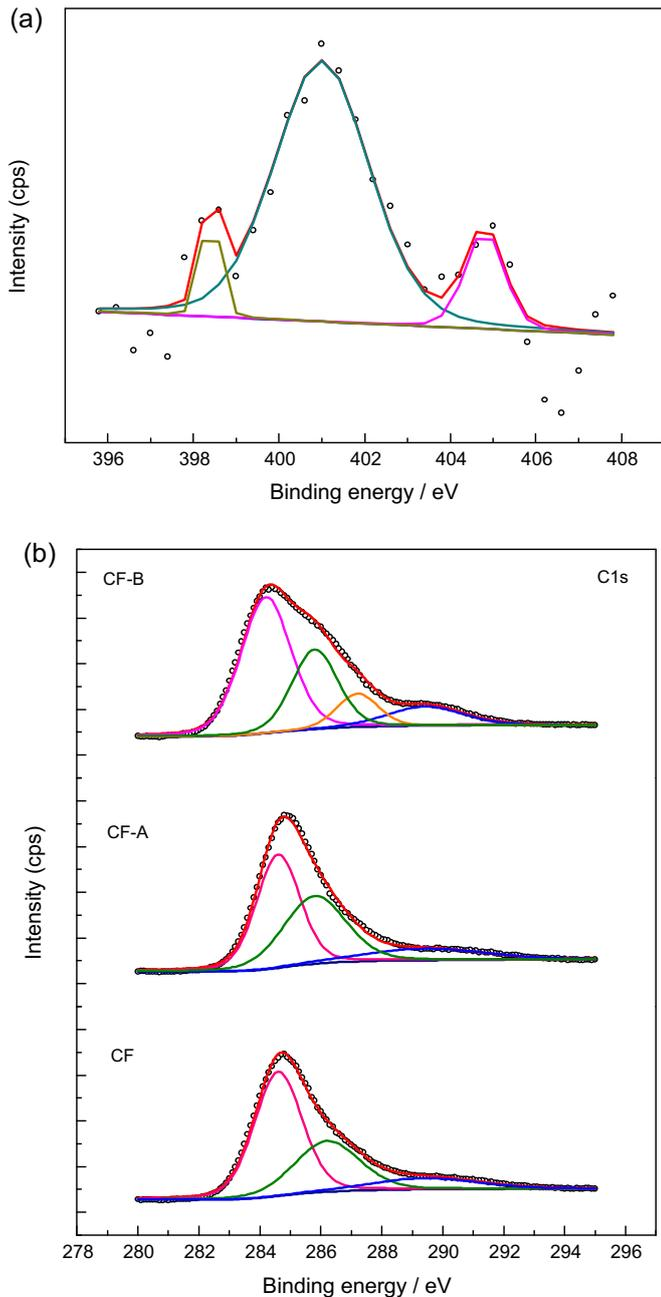 (a)
Intensity (cps)
396 398 400 402 404 406 408
Binding energy / eV
(b)
CF-B C1s
CF-A
Intensity (cps)
CF
278 280 282 284 286 288 290 292 294 296
Binding energy / eV